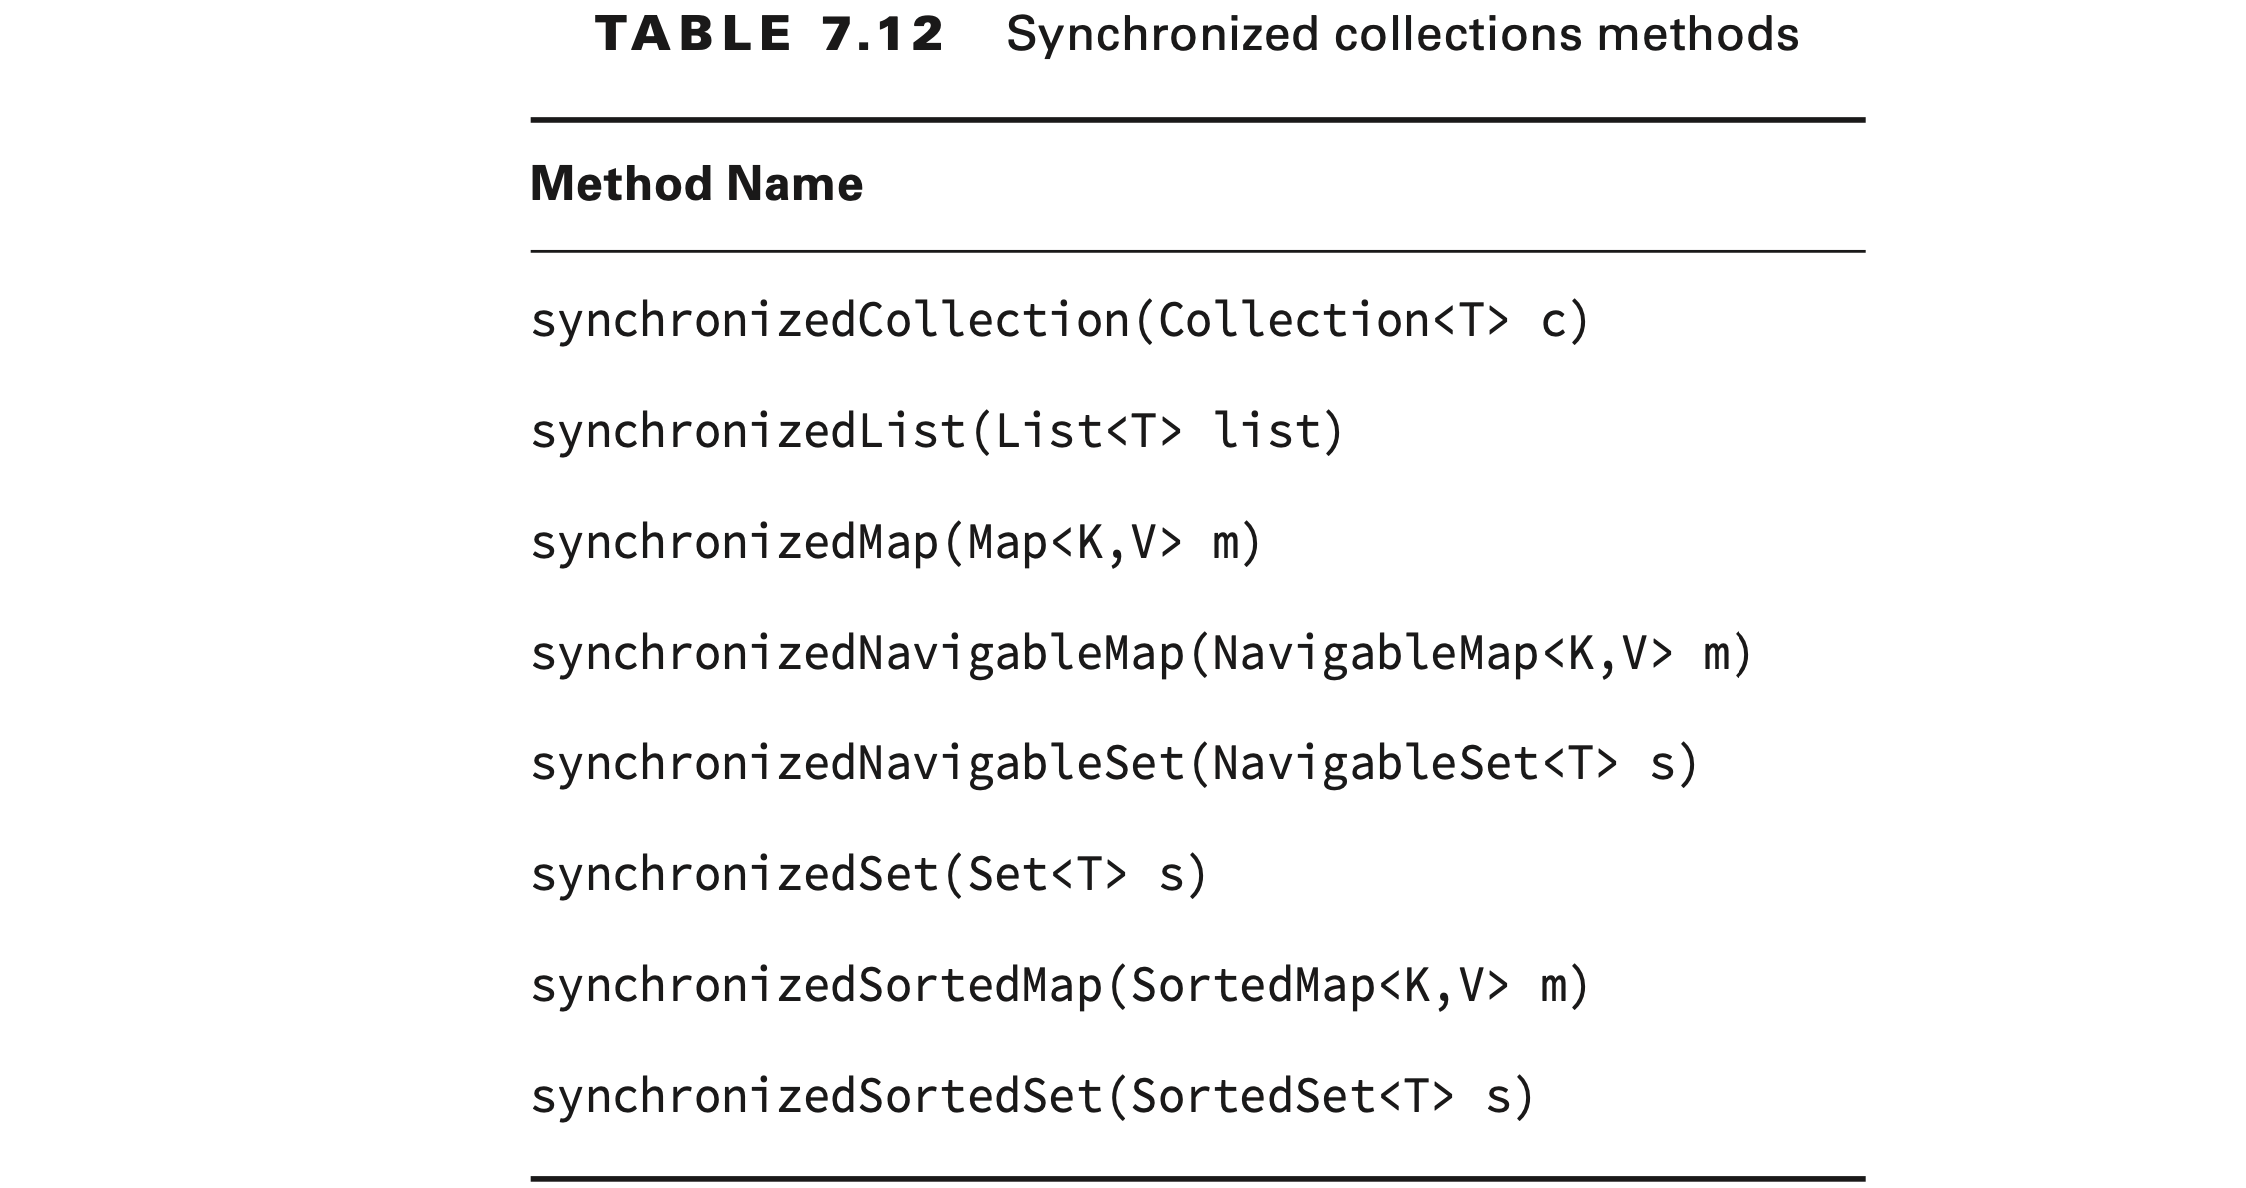 TABLE 7.12 Synchronized collections methods
Method Name
synchronizedCollection(Collection<T> c)
synchronizedList(List<T> list)
synchronizedMap(Map<K,V> m)
synchronizedNavigableMap(NavigableMap<K,V> m)
synchronizedNavigableSet(NavigableSet<T> s)
synchronizedSet(Set<T> s)
synchronizedSortedMap(SortedMap<K,V> m)
synchronizedSortedSet(SortedSet<T> s)